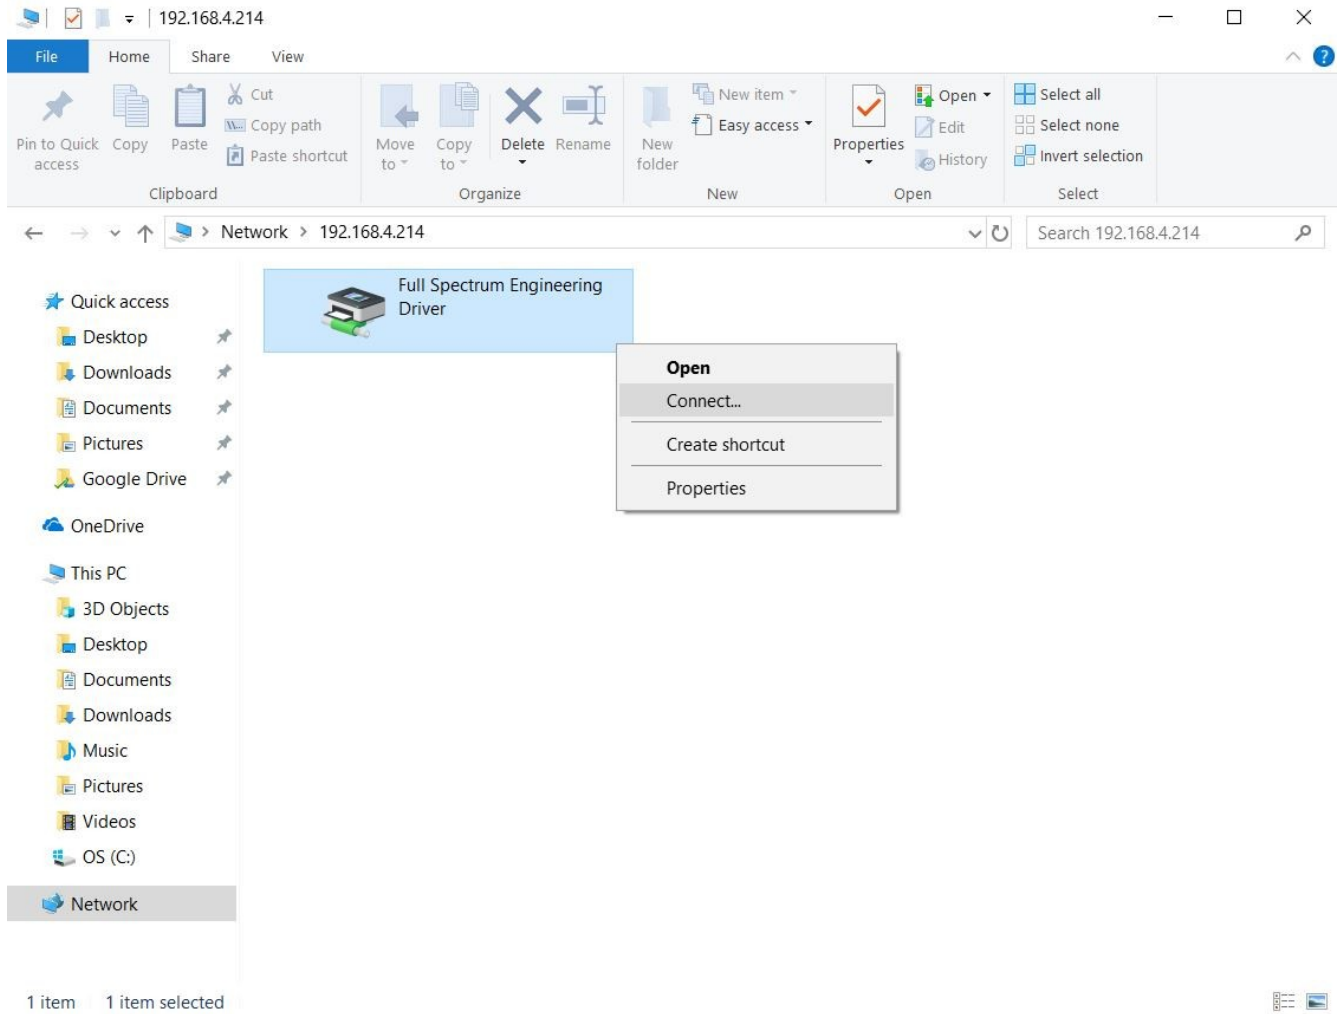 192.168.4.214
File Home Share View
Pin to Quick access
Copy
Paste
Cut
Copy path
Paste shortcut
Clipboard
Move to
Copy to
Delete
Rename
Organize
New folder
New item
Easy access
New
Properties
Open
Edit
History
Open
Select all
Select none
Invert selection
Select
Network > 192.168.4.214
Search 192.168.4.214
Quick access
Desktop
Downloads
Documents
Pictures
Google Drive
OneDrive
This PC
3D Objects
Desktop
Documents
Downloads
Music
Pictures
Videos
OS (C:)
Network
Full Spectrum Engineering
Driver
Open
Connect...
Create shortcut
Properties
1 item 1 item selected